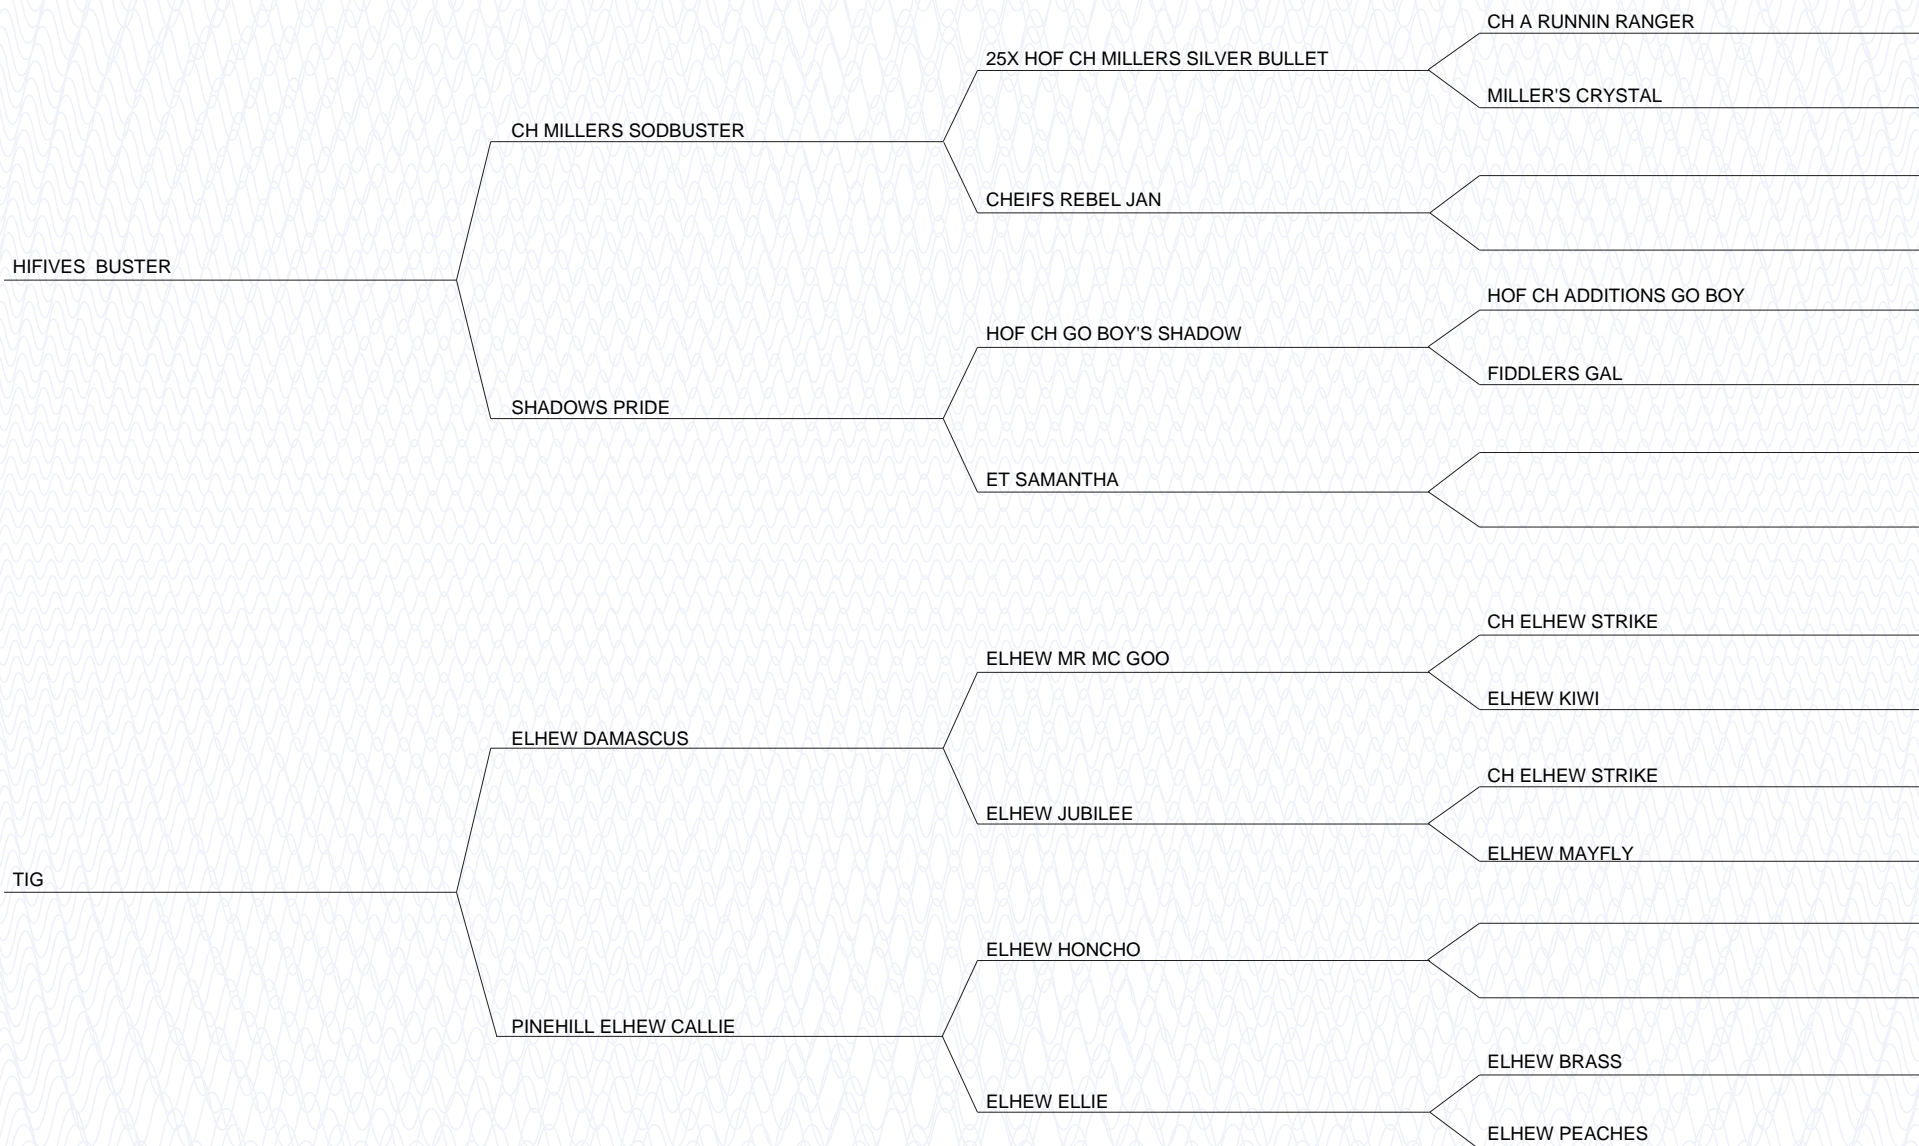 CH A RUNNIN RANGER
25X HOF CH MILLERS SILVER BULLET
MILLER'S CRYSTAL
CH MILLERS SODBUSTER
CHEIFS REBEL JAN
HIFIVES  BUSTER
HOF CH ADDITIONS GO BOY
HOF CH GO BOY'S SHADOW
FIDDLERS GAL
SHADOWS PRIDE
ET SAMANTHA
CH ELHEW STRIKE
ELHEW MR MC GOO
ELHEW KIWI
ELHEW DAMASCUS
CH ELHEW STRIKE
ELHEW JUBILEE
ELHEW MAYFLY
TIG
ELHEW HONCHO
PINEHILL ELHEW CALLIE
ELHEW BRASS
ELHEW ELLIE
ELHEW PEACHES